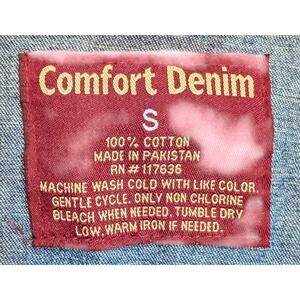 Comfort Denim
S
100% COTTON
MADE IN PAKISTAN
RN # 117636
MACHINE WASH COLD WITH LIKE COLOR.
GENTLE CYCLE. ONLY NON CHLORINE
BLEACH WHEN NEEDED. TUMBLE DRY
LOW, WARM IRON IF NEEDED.